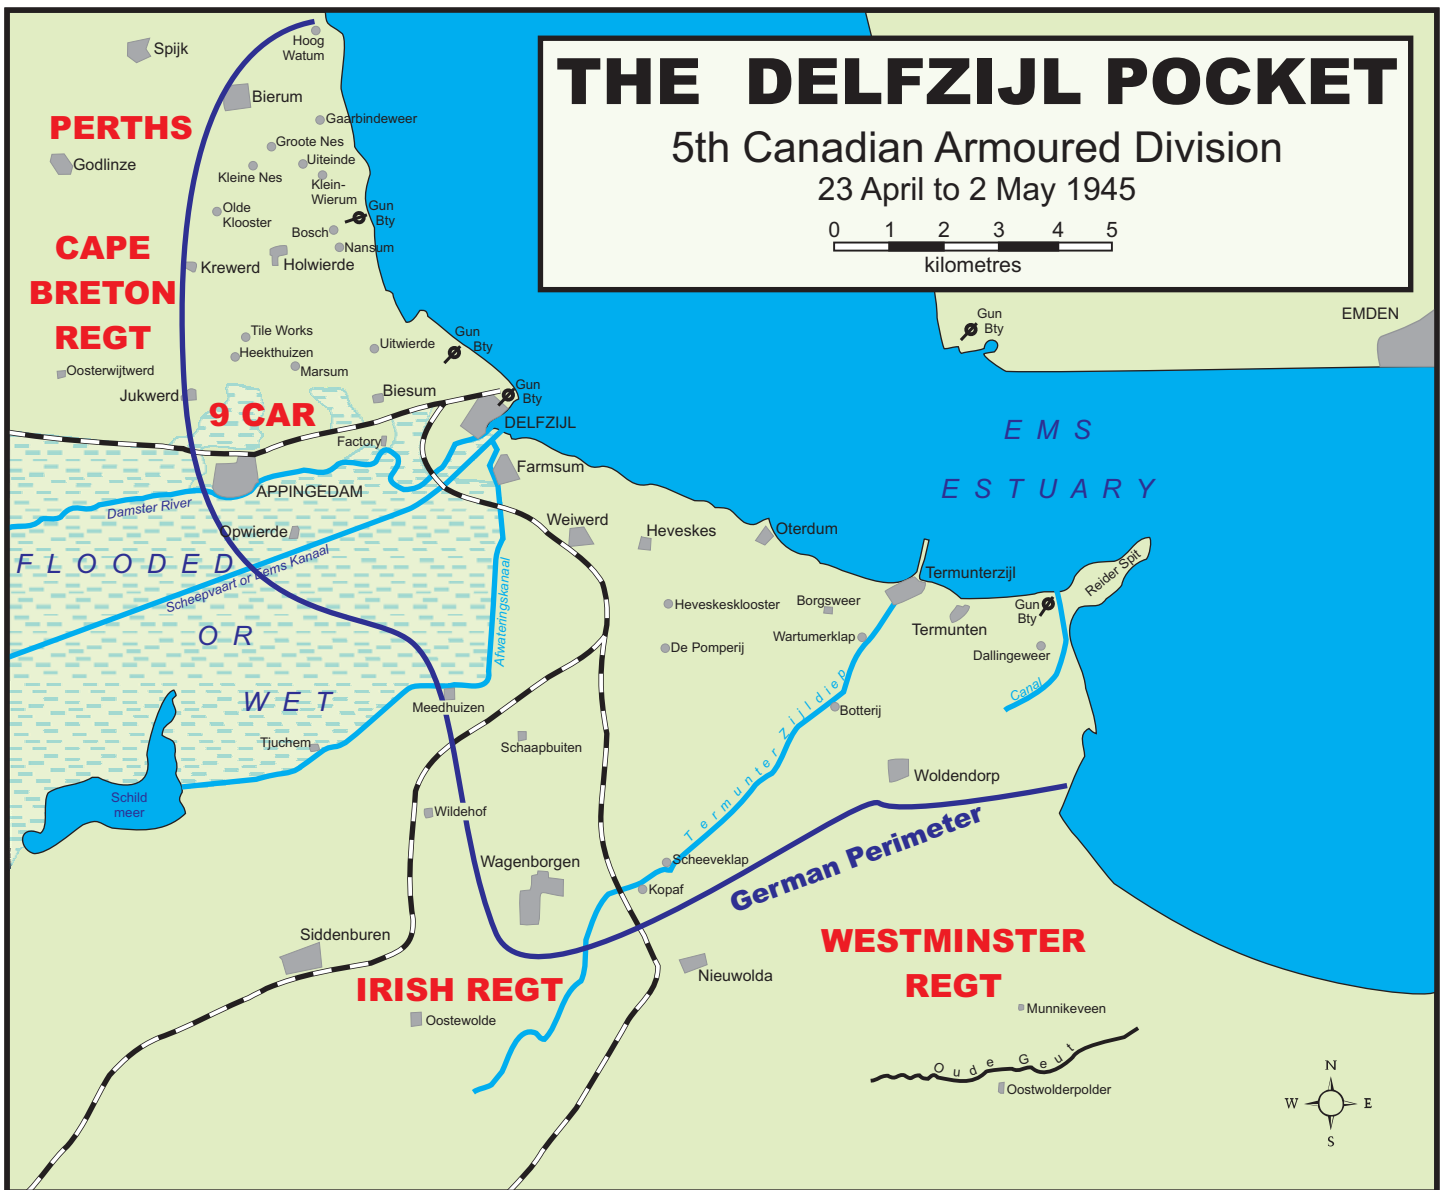 THE DELFZIJL POCKET
5th Canadian Armoured Division
23 April to 2 May 1945
0 1 2 3 4 5
kilometres
Spijk
Hoog
Watum
Bierum
PERTHS
Gaarbindeweer
Groote Nes
Godlinze
Uiteinde
Kleine Nes
Klein-
Wierum
Gun
Bty
Olde
Klooster
Bosch
Nansum
CAPE
BRETON
REGT
Krewerd
Holwierde
Gun
Bty
EMDEN
Tile Works
Heekthuizen
Uitwierde
Gun
Bty
Marsum
Oosterwijtwerd
Jukwerd
Biesum
Gun
Bty
9 CAR
DELFZIJL
Factory
EMS
ESTUARY
Farmsum
APPINGEDAM
Damster River
Opwierde
Weiwerd
Heveskes
Oterdum
FLOODED
OR
WET
Scheepvaart or Eems Kanaal
Afwateringskanaal
Termunterzijl
Reider Spit
Heveskesklooster
Borgsweer
Gun
Bty
Termunten
Wartumerklap
De Pomperij
Dallingeweer
Canal
Meedhuizen
Botterij
Termunter Zijldiep
Tjuchem
Schaapbuiten
Woldendorp
Schild
meer
Wildehof
German Perimeter
Wagenborgen
Scheeveklap
Kopaf
Siddenburen
WESTMINSTER
REGT
IRISH REGT
Nieuwolda
Oostewolde
Munnikeveen
Oude Geut
Oostwolderpolder
N
W E
S